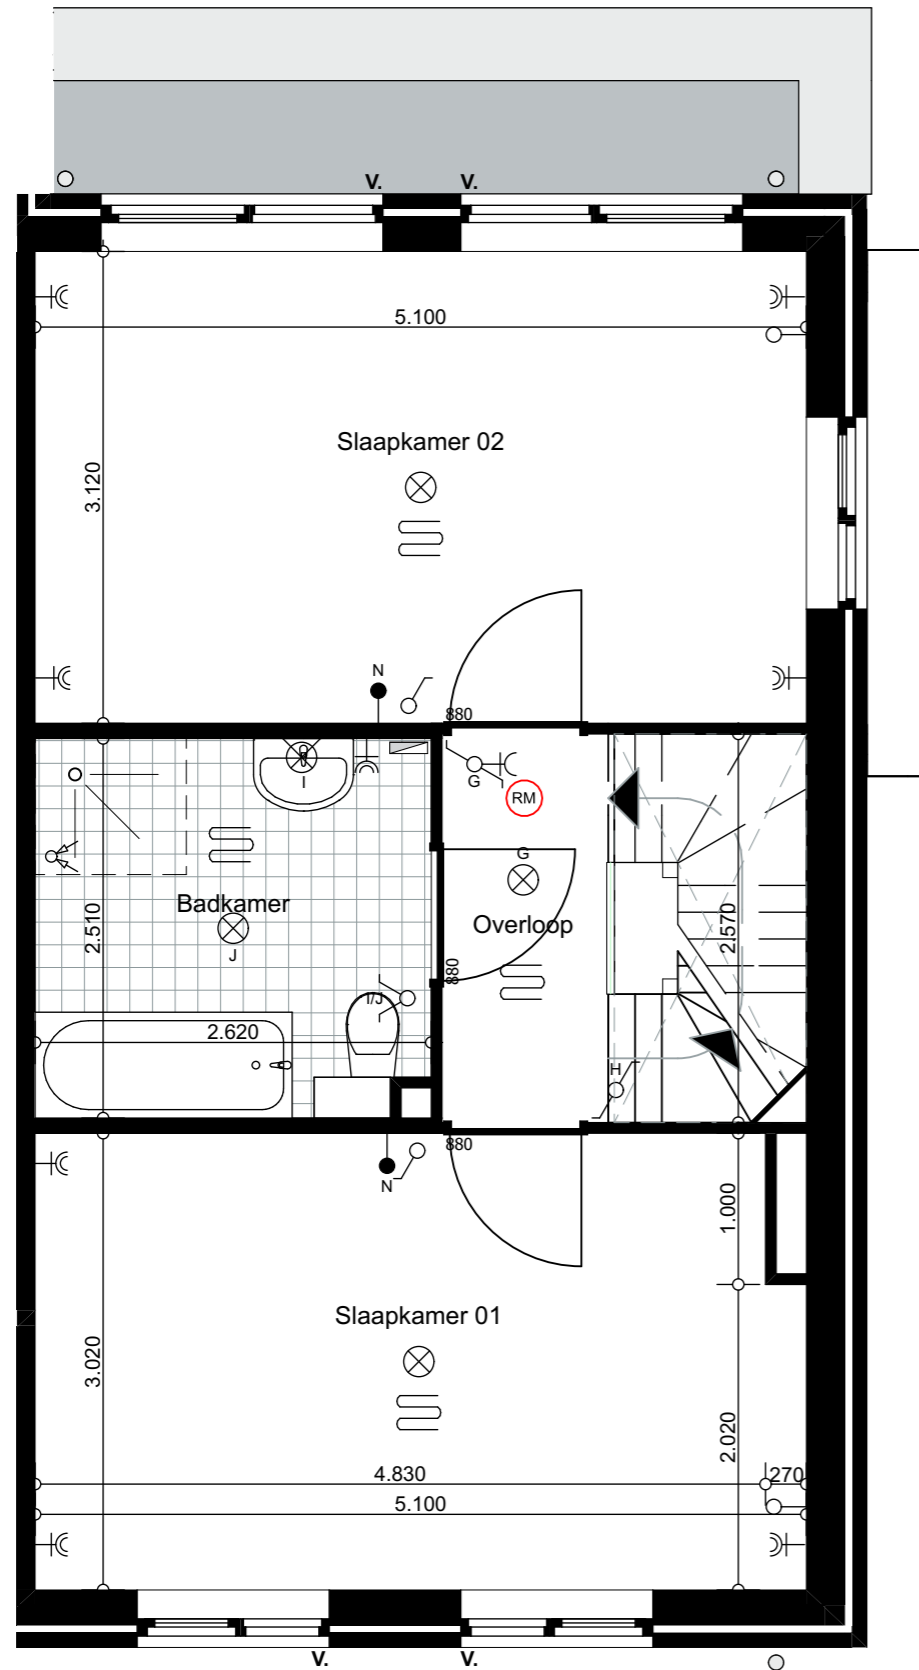 V. V.
5.100
Slaapkamer 02
3.120
N
880
G
RM
I
G
Badkamer
Overloop
J
2.510
2.570
880
I/J
2.620
H
880
N
1.000
Slaapkamer 01
3.020
2.020
4.830
270
5.100
V. V.